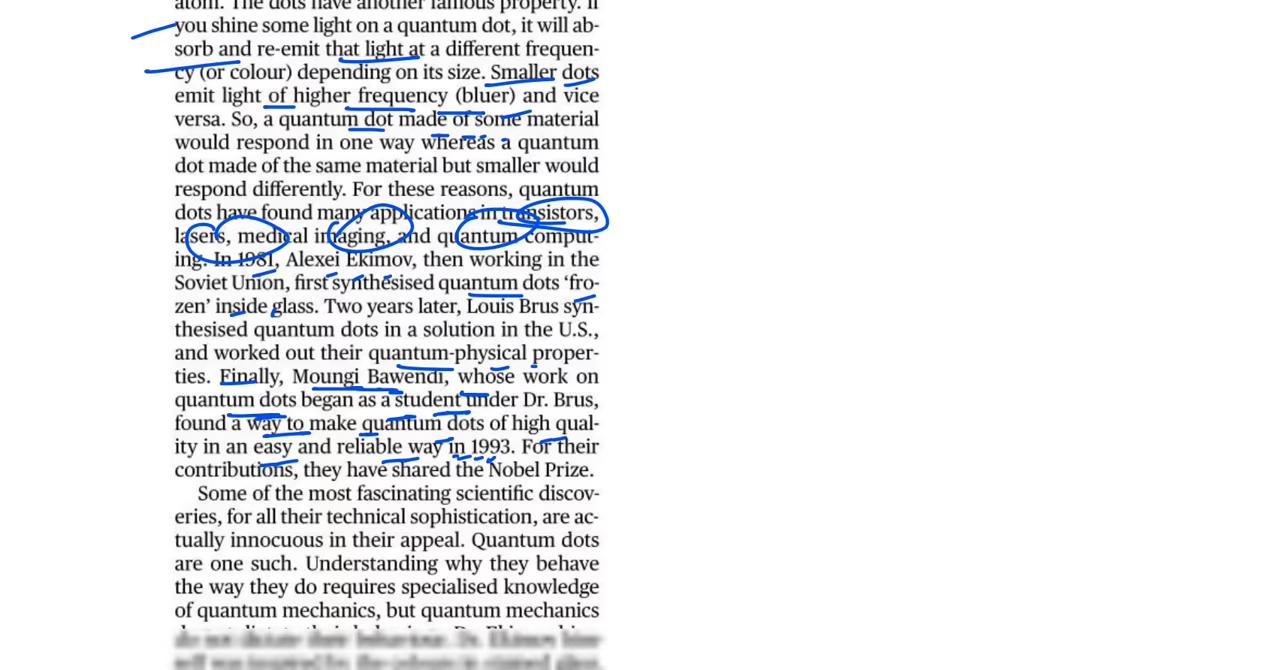 atom. The dots have another famous property. If
you shine some light on a quantum dot, it will ab-
sorb and re-emit that light at a different frequen-
cy (or colour) depending on its size. Smaller dots
emit light of higher frequency (bluer) and vice
versa. So, a quantum dot made of some material
would respond in one way whereas a quantum
dot made of the same material but smaller would
respond differently. For these reasons, quantum
dots have found many applications in transistors,
lasers, medical imaging, and quantum comput-
ing. In 1981, Alexei Ekimov, then working in the
Soviet Union, first synthesised quantum dots ‘fro-
zen’ inside glass. Two years later, Louis Brus syn-
thesised quantum dots in a solution in the U.S.,
and worked out their quantum-physical proper-
ties. Finally, Moungi Bawendi, whose work on
quantum dots began as a student under Dr. Brus,
found a way to make quantum dots of high qual-
ity in an easy and reliable way in 1993. For their
contributions, they have shared the Nobel Prize.
Some of the most fascinating scientific discov-
eries, for all their technical sophistication, are ac-
tually innocuous in their appeal. Quantum dots
are one such. Understanding why they behave
the way they do requires specialised knowledge
of quantum mechanics, but quantum mechanics